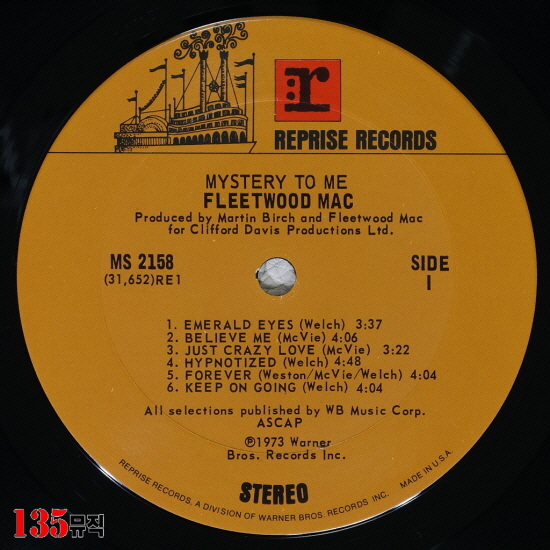 r
REPRISE RECORDS
MYSTERY TO ME
FLEETWOOD MAC
Produced by Martin Birch and Fleetwood Mac
for Clifford Davis Productions Ltd.
MS 2158
(31,652)RE1
SIDE
1
1. EMERALD EYES (Welch) 3:37
2. BELIEVE ME (McVie) 4:06
3. JUST CRAZY LOVE (McVie) 3:22
4. HYPNOTIZED (Welch) 4:48
5. FOREVER (Weston/McVie/Welch) 4:04
6. KEEP ON GOING (Welch) 4:04
All selections published by WB Music Corp.
ASCAP
℗1973 Warner
Bros. Records Inc.
STEREO
REPRISE RECORDS, A DIVISION OF WARNER BROS. RECORDS INC. MADE IN U.S.A.
135뮤직